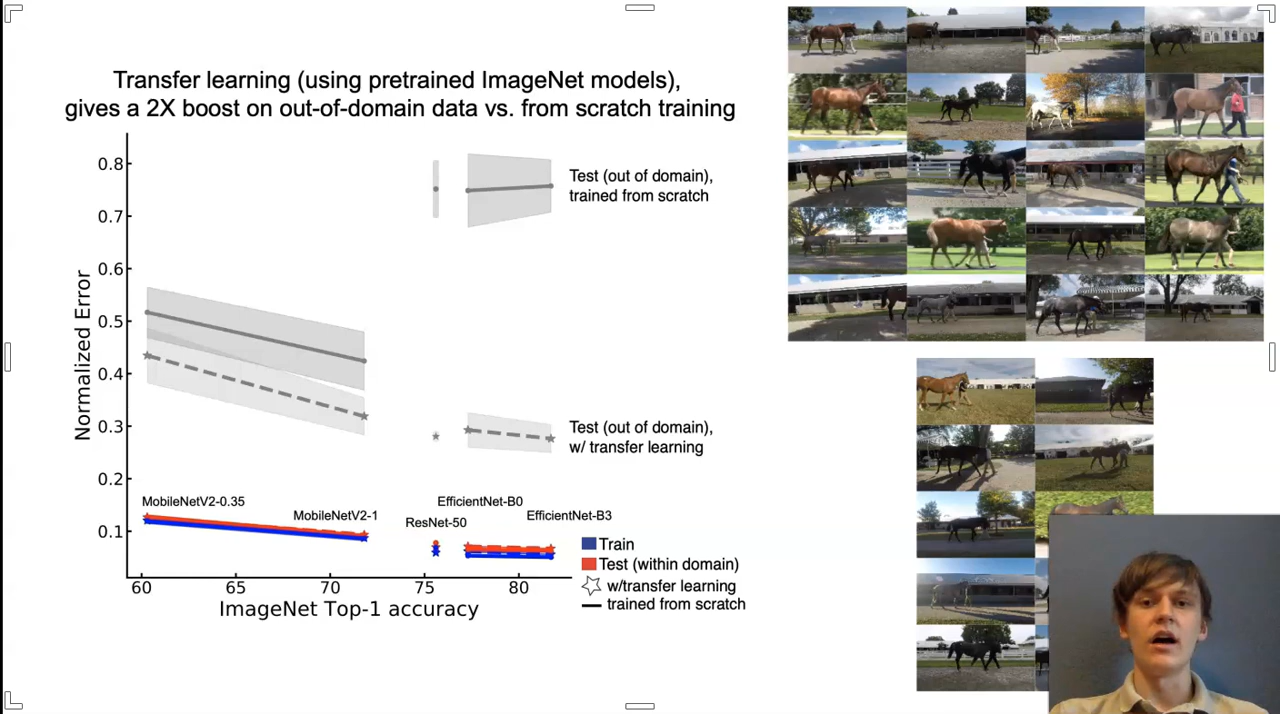 Transfer learning (using pretrained ImageNet models),
gives a 2X boost on out-of-domain data vs. from scratch training
Normalized Error
0.8
0.7
0.6
0.5
0.4
0.3
0.2
0.1
Test (out of domain),
trained from scratch
Test (out of domain),
w/ transfer learning
MobileNetV2-0.35
MobileNetV2-1
ResNet-50
EfficientNet-B0
EfficientNet-B3
Train
Test (within domain)
w/transfer learning
trained from scratch
60 65 70 75 80
ImageNet Top-1 accuracy